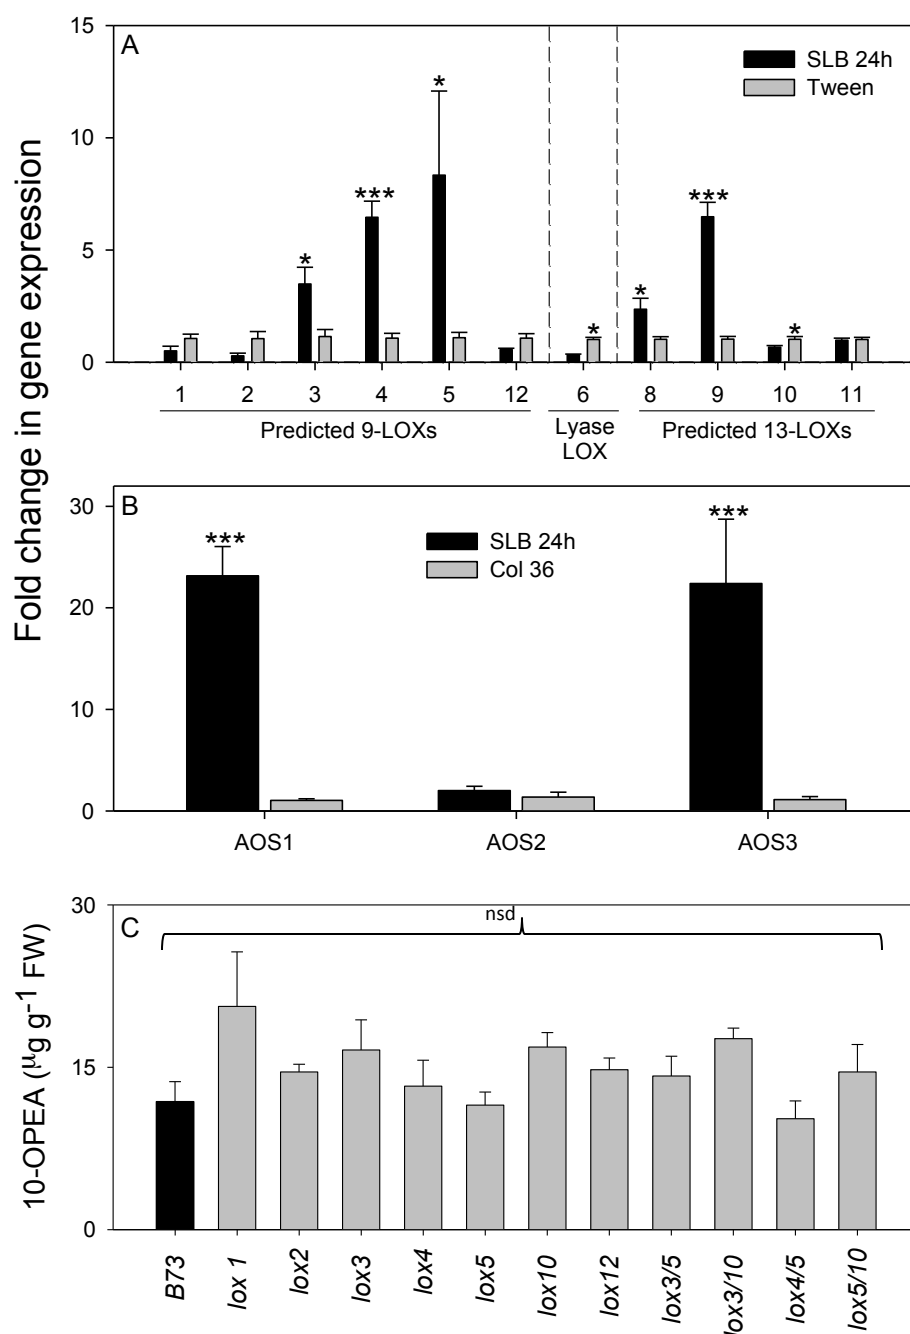 Fold change in gene expression
A
15
10
5
0
SLB 24h
Tween
*
***
*
*
*
***
*
1 2 3 4 5 12 6 8 9 10 11
Predicted 9-LOXs
Lyase
LOX
Predicted 13-LOXs
B
30
20
10
0
***
***
SLB 24h
Col 36
AOS1 AOS2 AOS3
10-OPEA (µg g-1 FW)
C
30
15
0
nsd
B73 lox 1 lox2 lox3 lox4 lox5 lox10 lox12 lox3/5 lox3/10 lox4/5 lox5/10